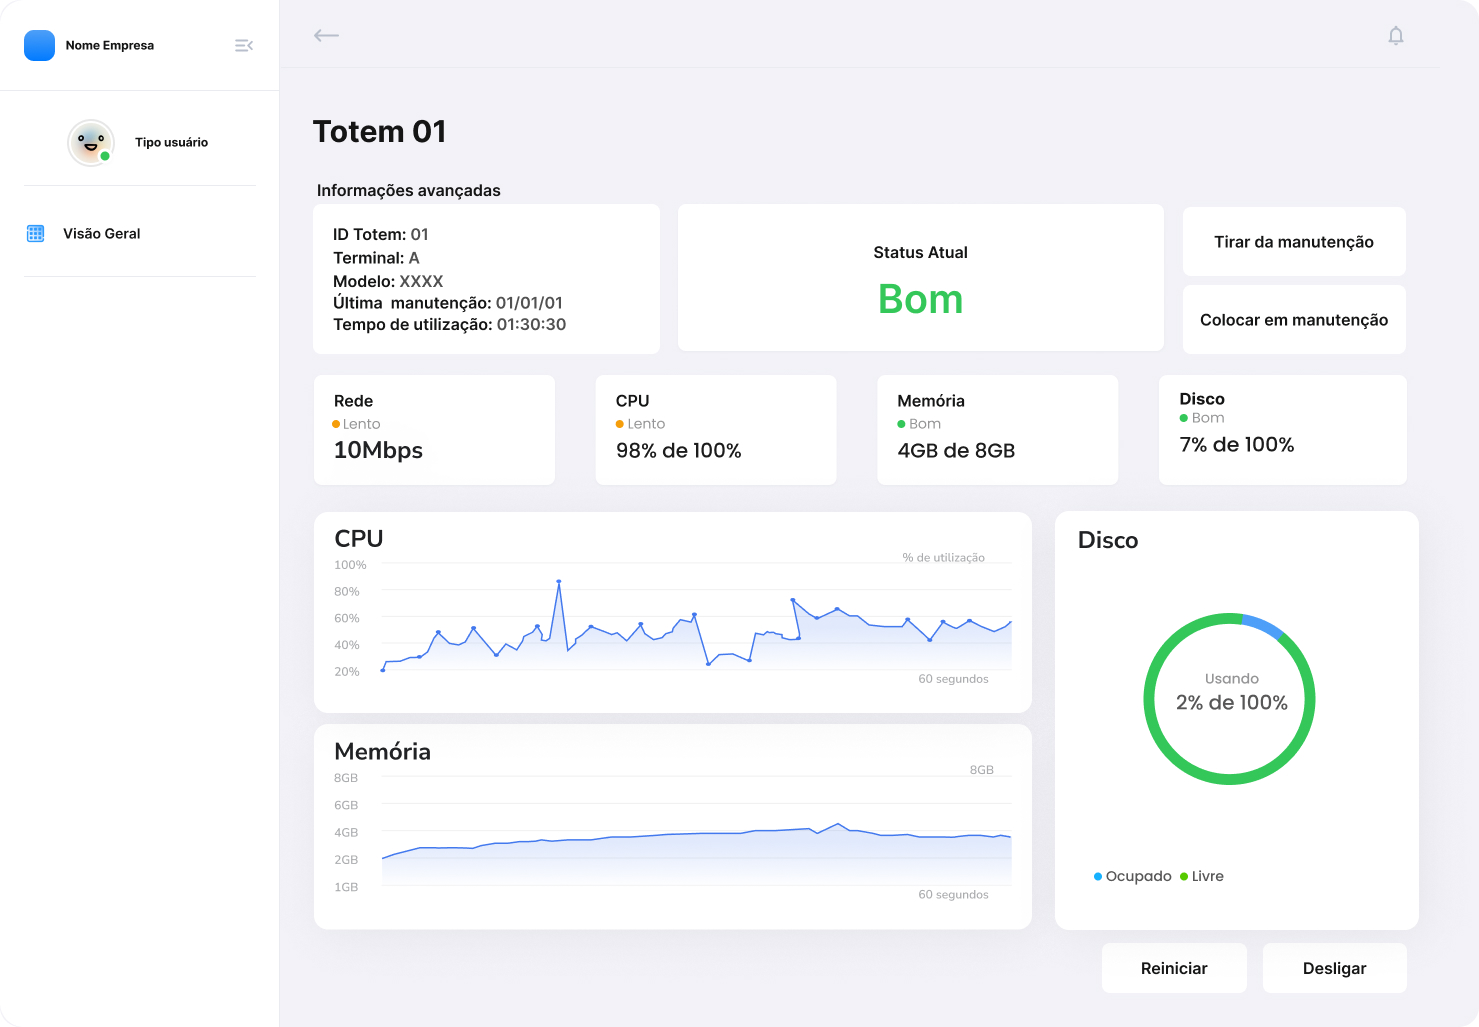 Nome Empresa
Tipo usuário
Visão Geral
Totem 01
Informações avançadas
ID Totem: 01
Terminal: A
Modelo: XXXX
Última manutenção: 01/01/01
Tempo de utilização: 01:30:30
Status Atual
Bom
Tirar da manutenção
Colocar em manutenção
Rede
Lento
10Mbps
CPU
Lento
98% de 100%
Memória
Bom
4GB de 8GB
Disco
Bom
7% de 100%
CPU
% de utilização
100%
80%
60%
40%
20%
60 segundos
Memória
8GB
8GB
6GB
4GB
2GB
1GB
60 segundos
Disco
Usando
2% de 100%
Ocupado
Livre
Reiniciar
Desligar